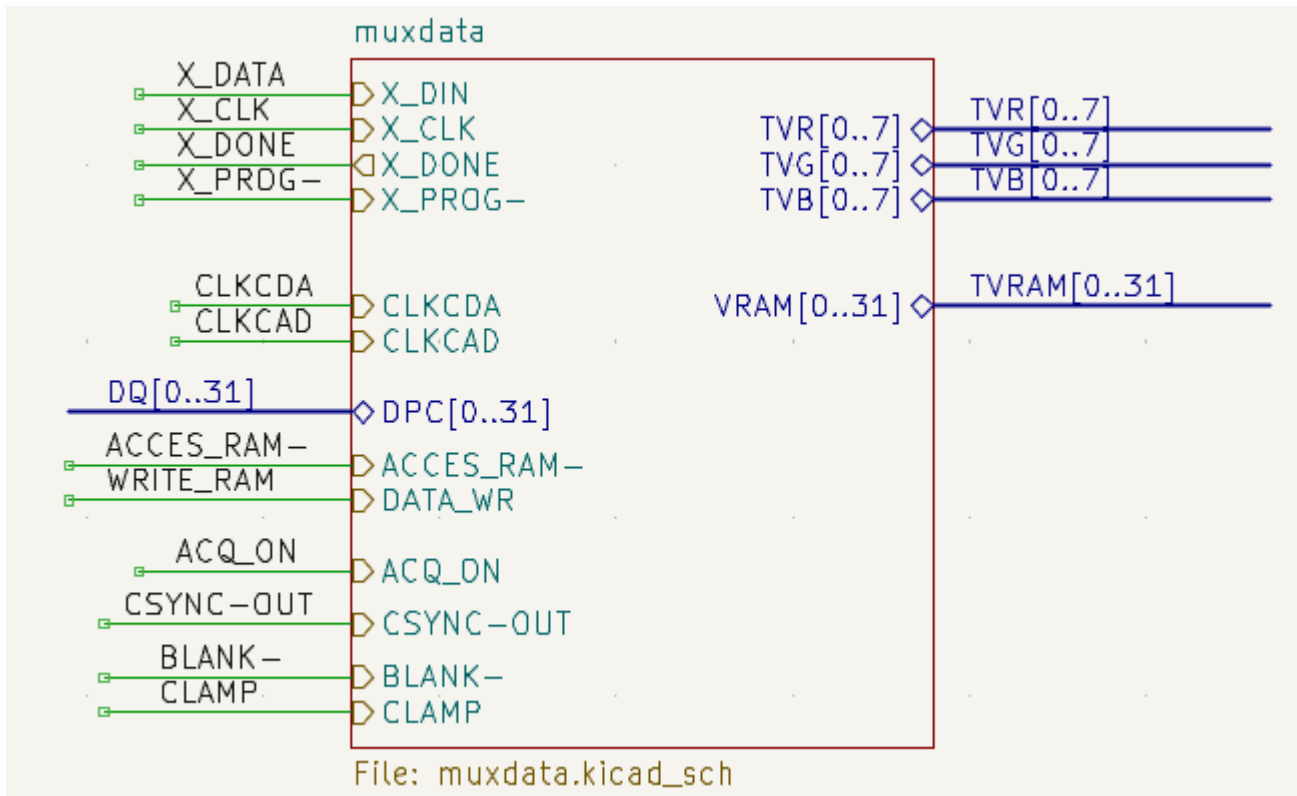 muxdata
X_DATA
X_DIN
X_CLK
X_CLK
X_DONE
X_DONE
X_PROG-
X_PROG-
TVR[0..7]
TVR[0..7]
TVG[0..7]
TVG[0..7]
TVB[0..7]
TVB[0..7]
CLKCDA
CLKCDA
CLKCAD
CLKCAD
VRAM[0..31]
TVRAM[0..31]
DQ[0..31]
DPC[0..31]
ACCES_RAM-
ACCES_RAM-
WRITE_RAM
DATA_WR
ACQ_ON
ACQ_ON
CSYNC-OUT
CSYNC-OUT
BLANK-
BLANK-
CLAMP
CLAMP
File: muxdata.kicad_sch